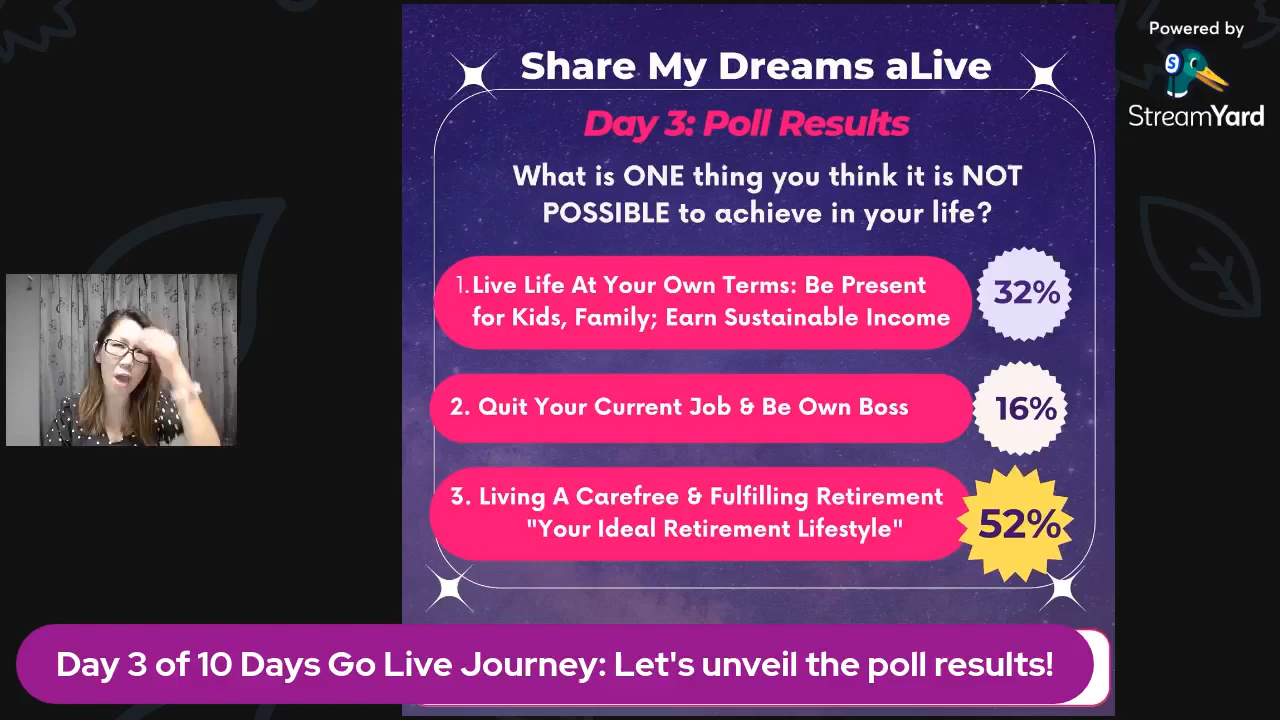 Powered by
StreamYard
Share My Dreams aLive
Day 3: Poll Results
What is ONE thing you think it is NOT
POSSIBLE to achieve in your life?
1. Live Life At Your Own Terms: Be Present
for Kids, Family; Earn Sustainable Income
32%
2. Quit Your Current Job & Be Own Boss
16%
3. Living A Carefree & Fulfilling Retirement
"Your Ideal Retirement Lifestyle"
52%
Day 3 of 10 Days Go Live Journey: Let's unveil the poll results!